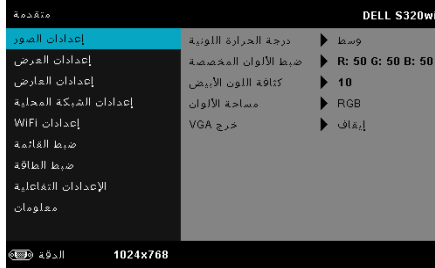 متقدمة
DELL S320wi
إعدادات الصور
إعدادات العرض
إعدادات العارض
إعدادات الشبكة المحلية
إعدادات WiFi
ضبط القائمة
ضبط الطاقة
الإعدادات التفاعلية
معلومات
درجة الحرارة اللونية وسط
ضبط الألوان المخصصة R: 50 G: 50 B: 50
كثافة اللون الأبيض 10
مساحة الألوان RGB
خرج VGA إيقاف
الدقة 1024x768